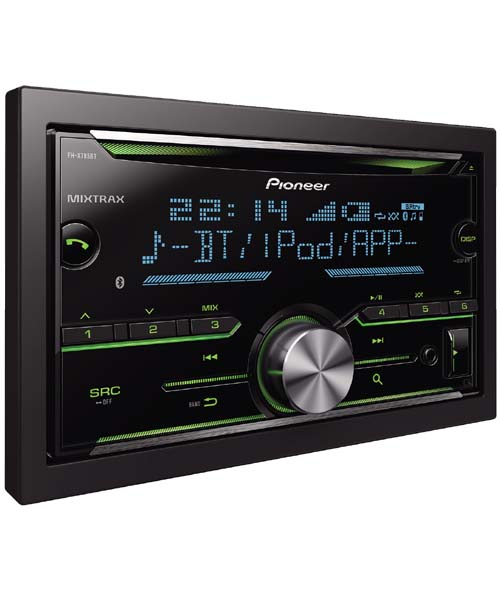 FH-X785BT
Pioneer
MIXTRAX
22:14
BT/iPod/APP
DISP
MIX
1 2 3
4 5 6
SRC
OFF
BAND